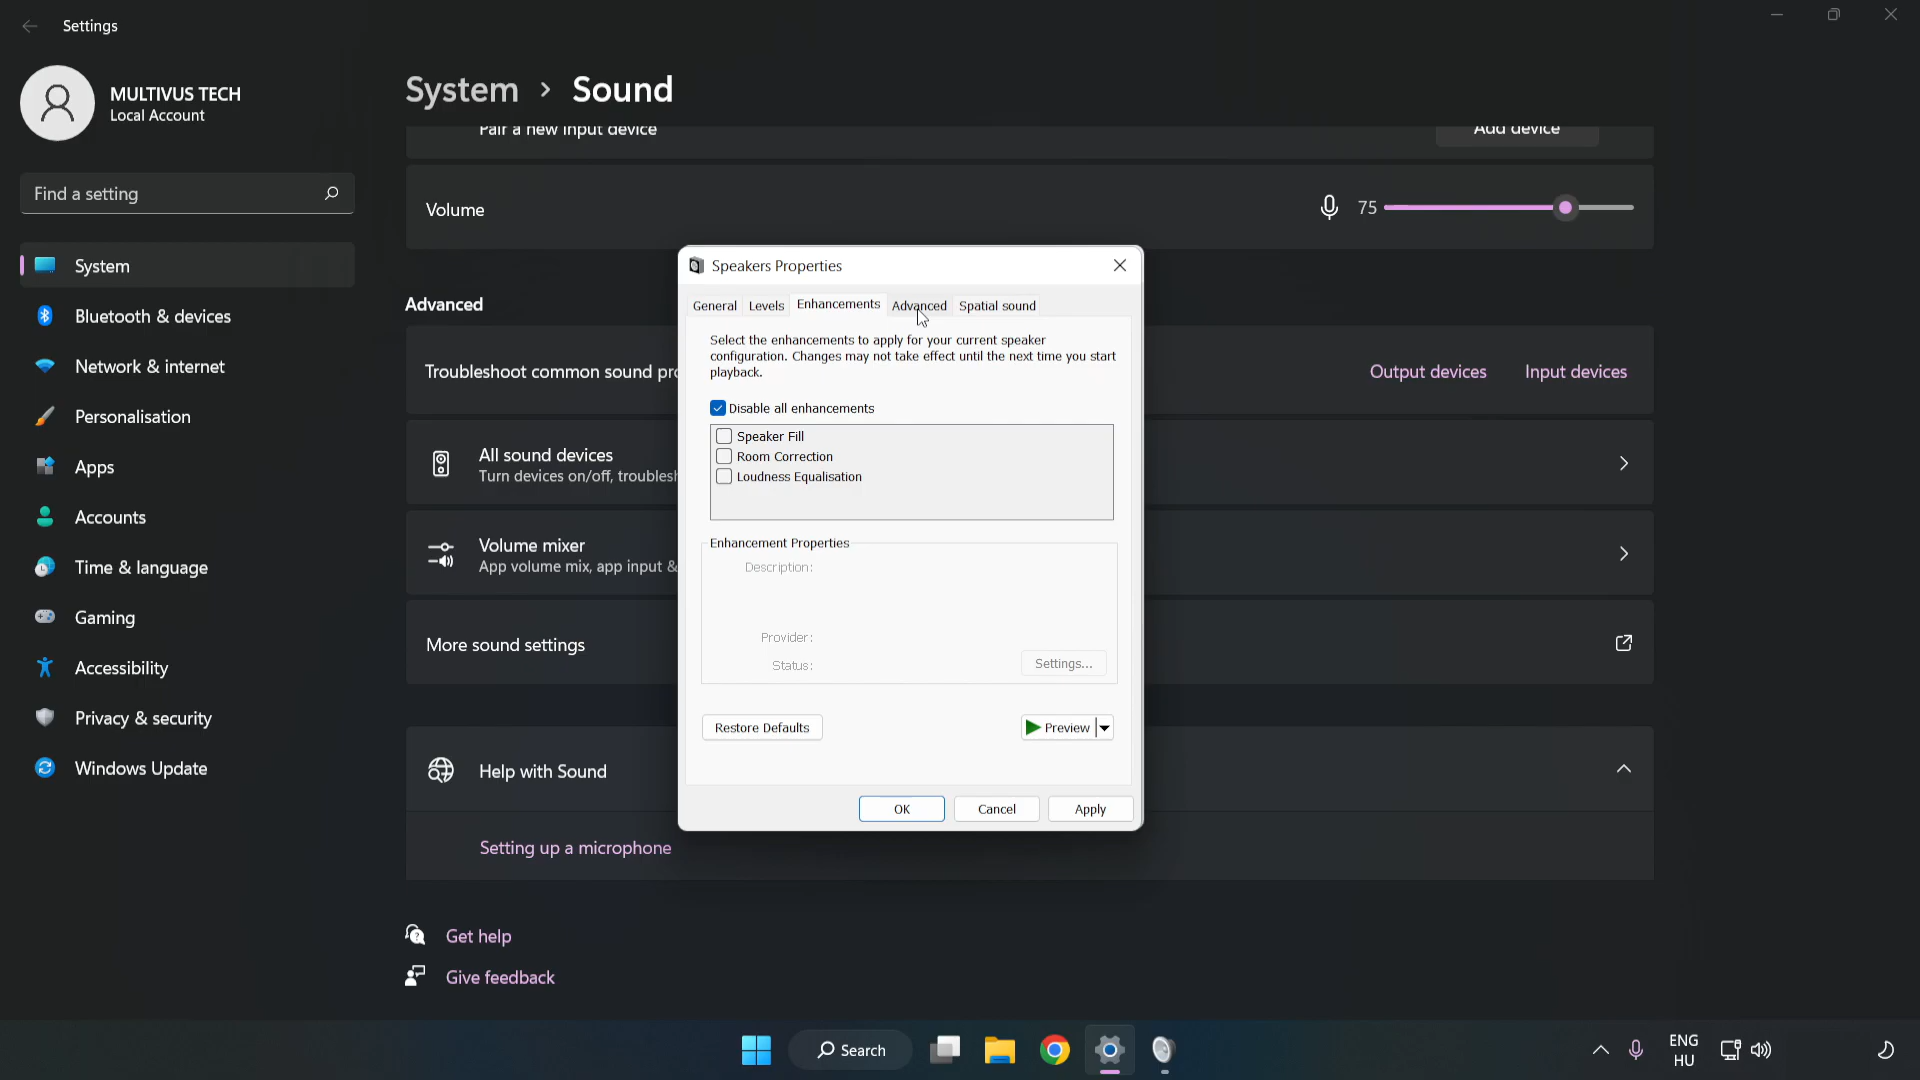 Settings
MULTIVUS TECH
Local Account
Find a setting
System
Bluetooth & devices
Network & internet
Personalisation
Apps
Accounts
Time & language
Gaming
Accessibility
Privacy & security
Windows Update
System > Sound
Pair a new input device
Add device
Volume
75
Advanced
Troubleshoot common sound pro
Output devices
Input devices
All sound devices
Turn devices on/off, troublesh
Volume mixer
App volume mix, app input &
More sound settings
Help with Sound
Setting up a microphone
Get help
Give feedback
Speakers Properties
General Levels Enhancements Advanced Spatial sound
Select the enhancements to apply for your current speaker
configuration. Changes may not take effect until the next time you start
playback.
Disable all enhancements
Speaker Fill
Room Correction
Loudness Equalisation
Enhancement Properties
Description:
Provider:
Status:
Settings...
Restore Defaults
Preview
OK
Cancel
Apply
Search
ENG
HU